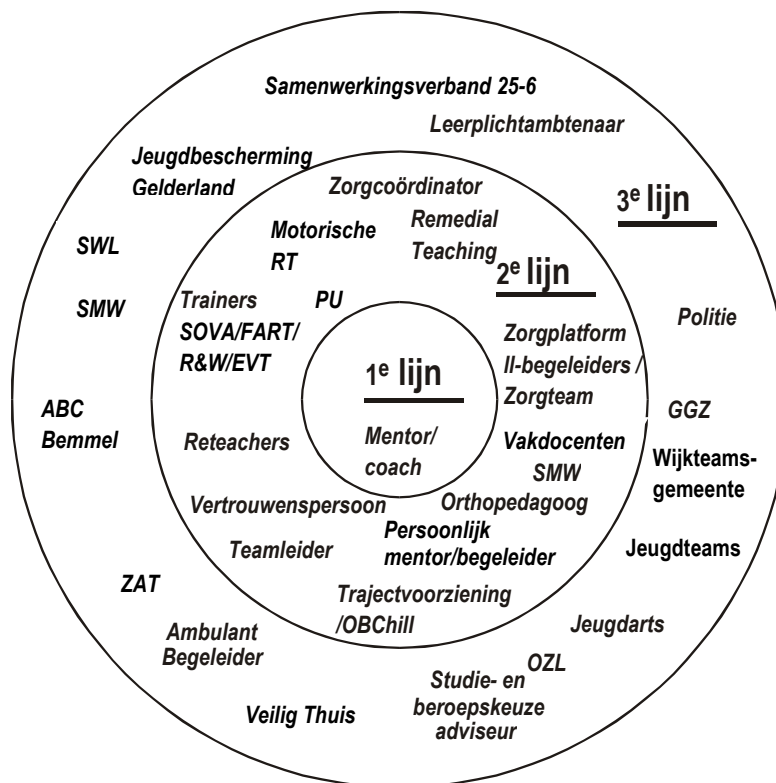 Samenwerkingsverband 25-6
Leerplichtambtenaar
Jeugdbescherming
Gelderland
Zorgcoördinator
3e lijn
Motorische
RT
Remedial
Teaching
SWL
2e lijn
SMW
Trainers
SOVA/FART/
R&W/EVT
PU
Politie
Zorgplatform
II-begeleiders /
Zorgteam
1e lijn
ABC
Bemmel
GGZ
Reteachers
Mentor/
coach
Vakdocenten
SMW
Wijkteams-
gemeente
Vertrouwenspersoon
Orthopedagoog
Teamleider
Persoonlijk
mentor/begeleider
Jeugdteams
ZAT
Trajectvoorziening
/OBChill
Ambulant
Begeleider
Jeugdarts
OZL
Studie- en
beroepskeuze
adviseur
Veilig Thuis